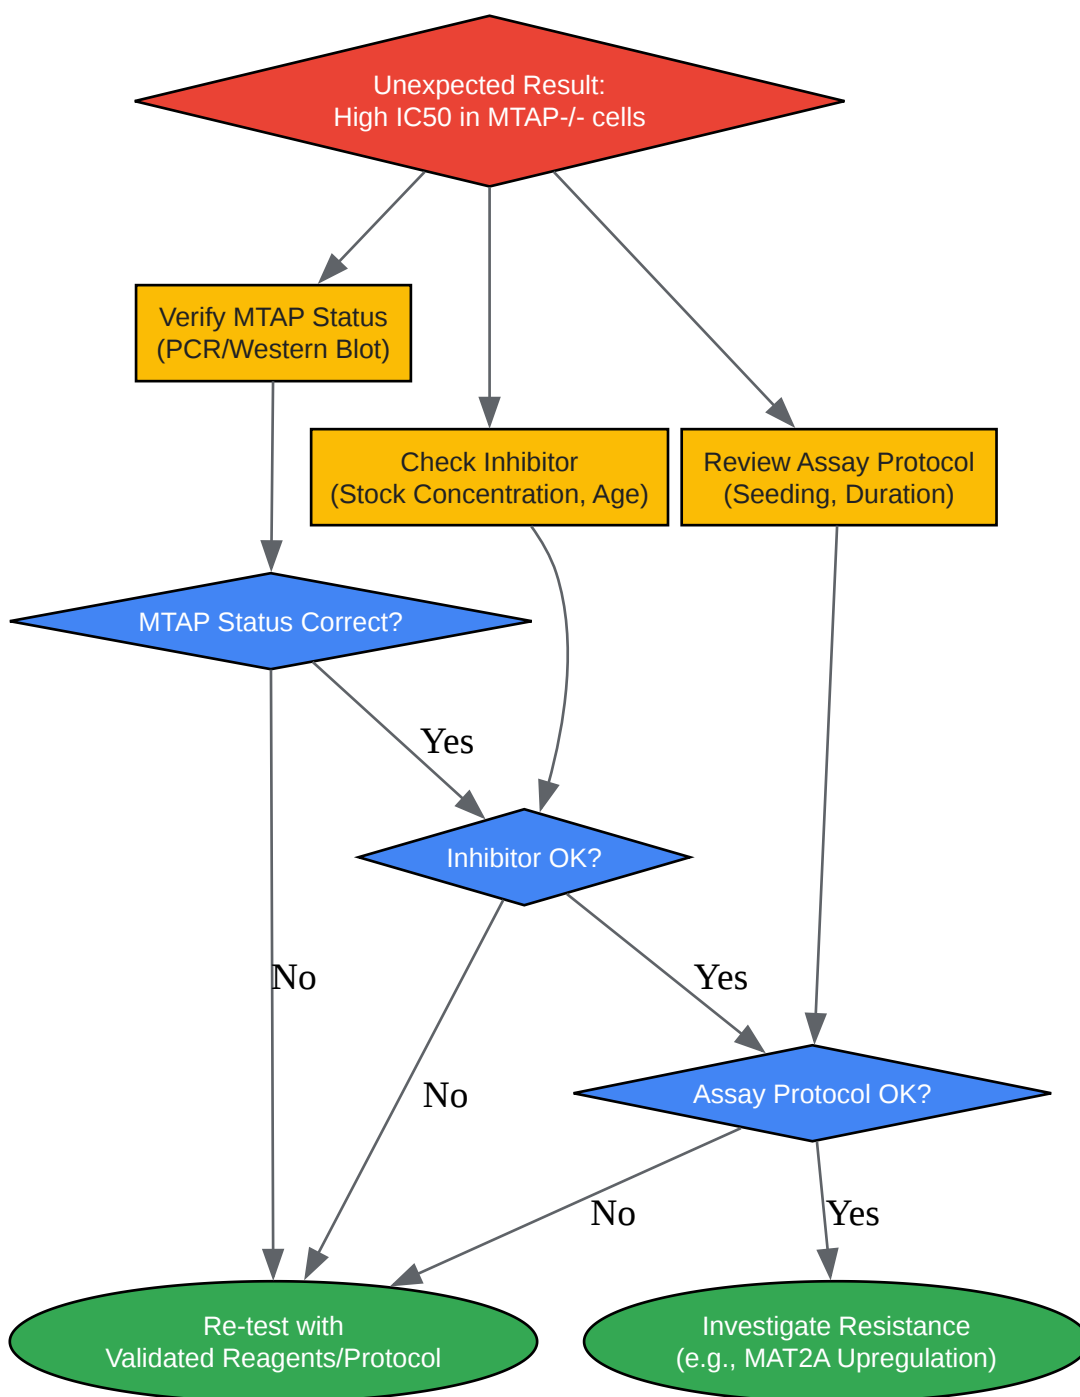 Unexpected Result:
High IC50 in MTAP-/- cells
Verify MTAP Status
(PCR/Western Blot)
Check Inhibitor
(Stock Concentration, Age)
Review Assay Protocol
(Seeding, Duration)
MTAP Status Correct?
Yes
Inhibitor OK?
No
Yes
No
Assay Protocol OK?
No
Yes
Re-test with
Validated Reagents/Protocol
Investigate Resistance
(e.g., MAT2A Upregulation)